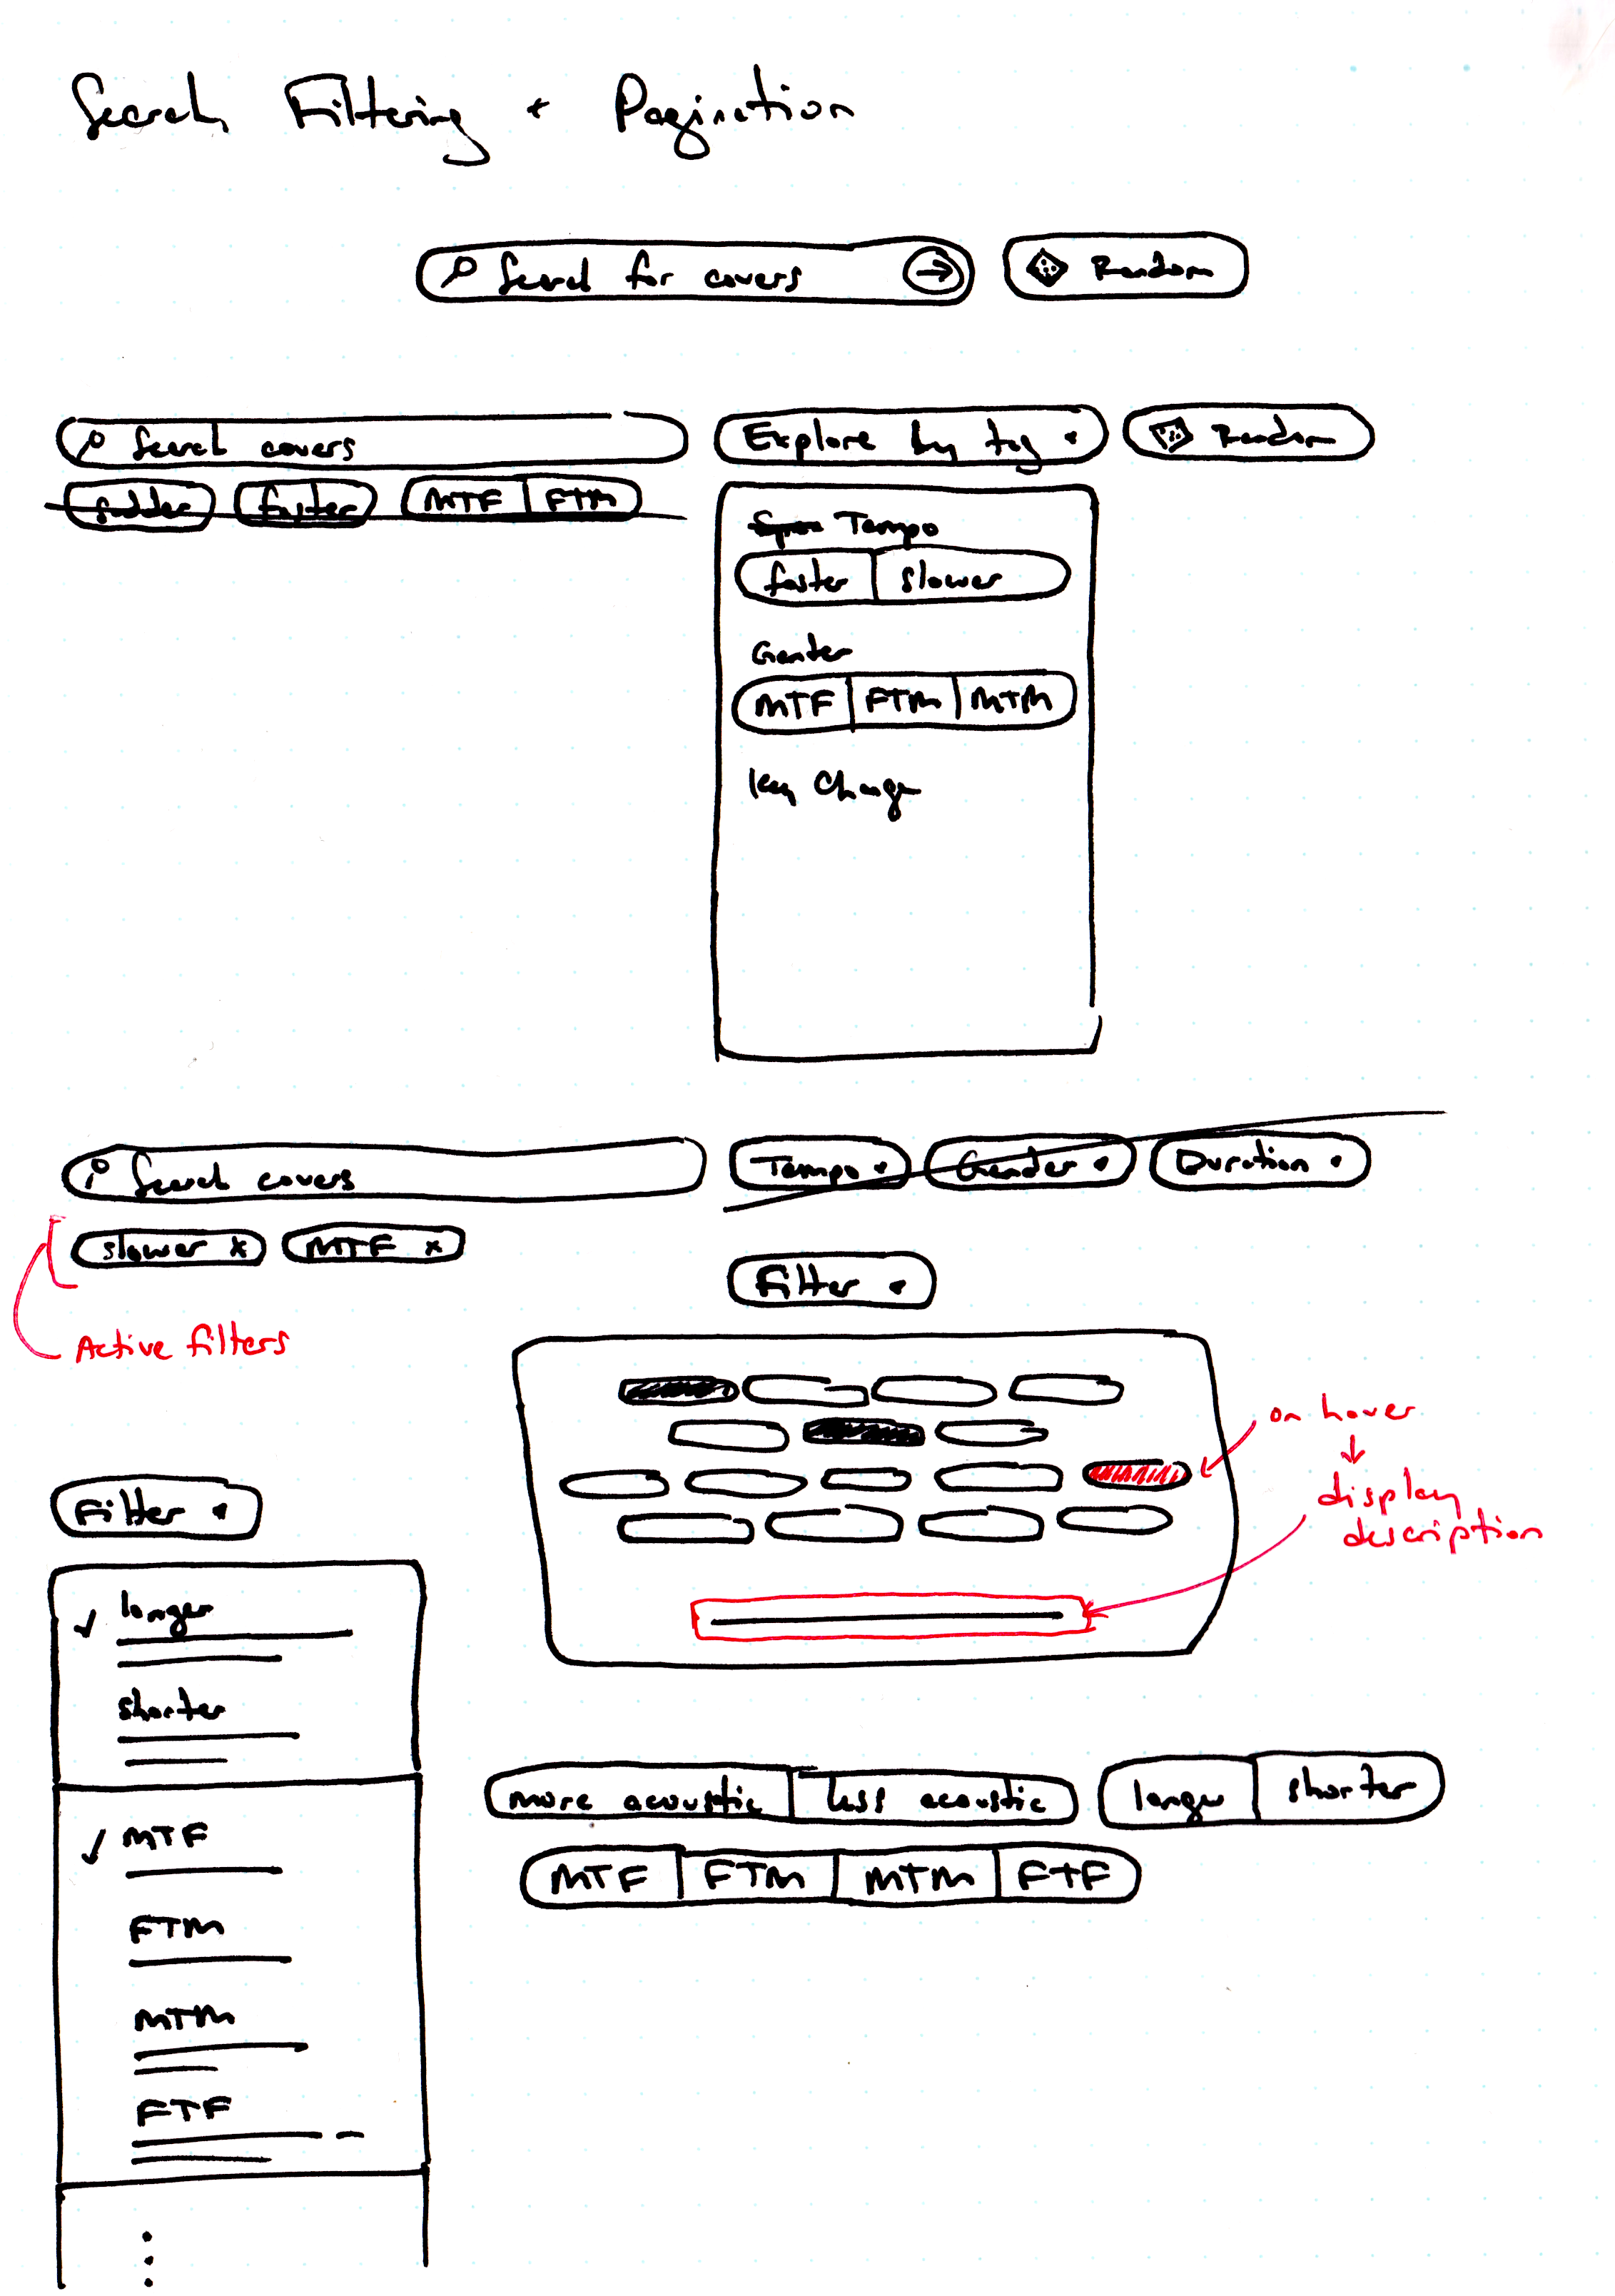 Search, Filtering + Pagination
Search for covers → Random
Search covers
Explore by tag
Random
sadder faster MTF FTM
Tempo
faster slower
Gender
MTF FTM MTM
Key Change
Search covers
Tempo Gender Duration
slower x MTF x
Filter
Active filters
on hover
↓
display
description
Filter
✓ longer
shorter
✓ MTF
FTM
MTM
FTF
more acoustic less acoustic longer shorter
MTF FTM MTM FTF